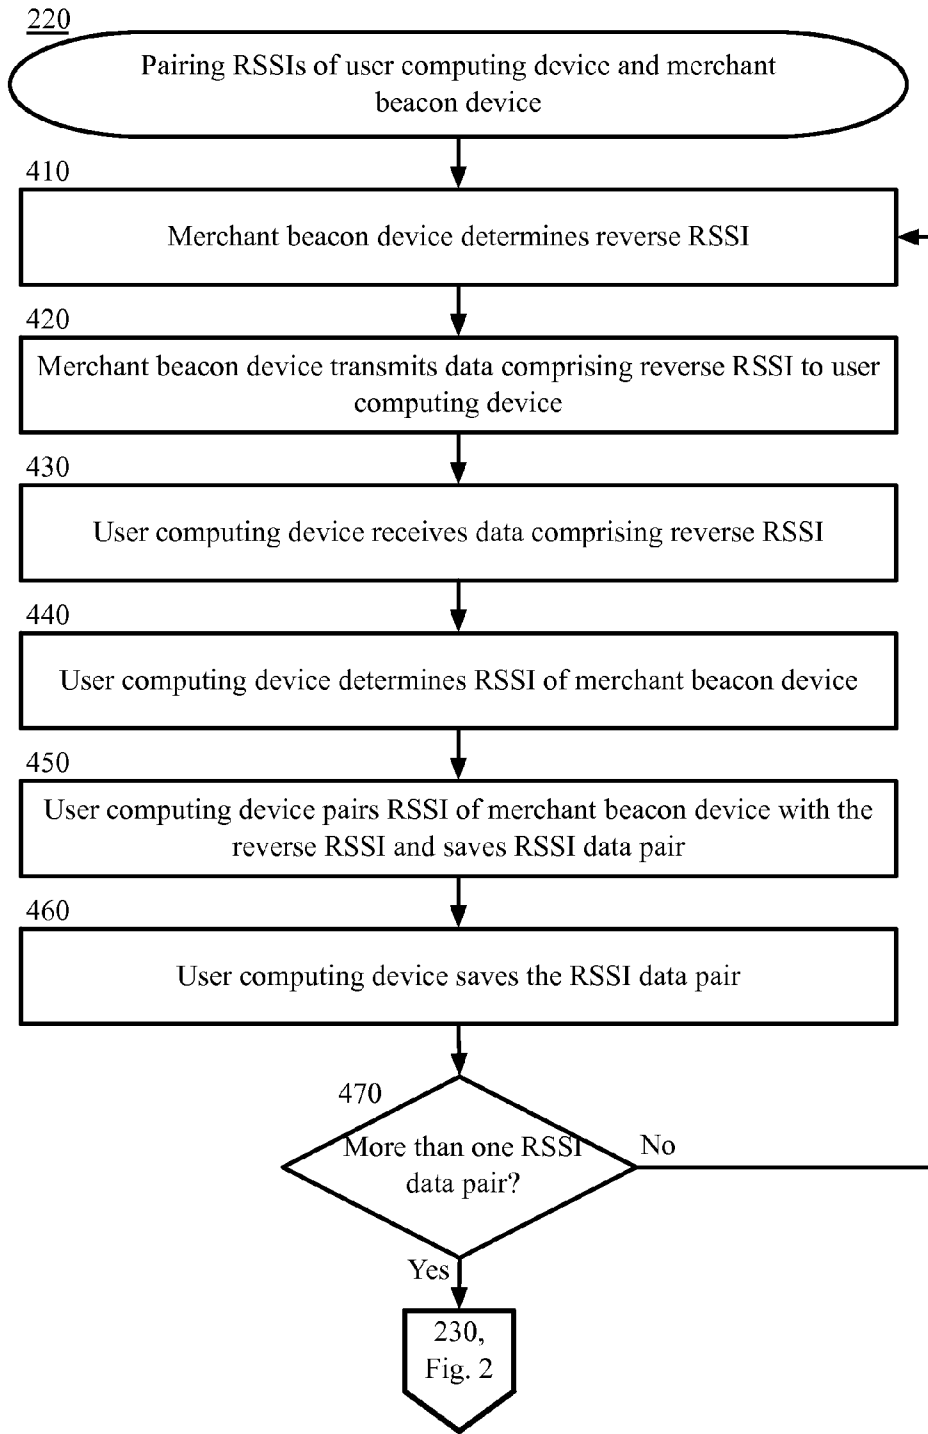 220
Pairing RSSIs of user computing device and merchant
beacon device
410
Merchant beacon device determines reverse RSSI
420
Merchant beacon device transmits data comprising reverse RSSI to user
computing device
430
User computing device receives data comprising reverse RSSI
440
User computing device determines RSSI of merchant beacon device
450
User computing device pairs RSSI of merchant beacon device with the
reverse RSSI and saves RSSI data pair
460
User computing device saves the RSSI data pair
470
More than one RSSI
data pair?
No
Yes
230,
Fig. 2